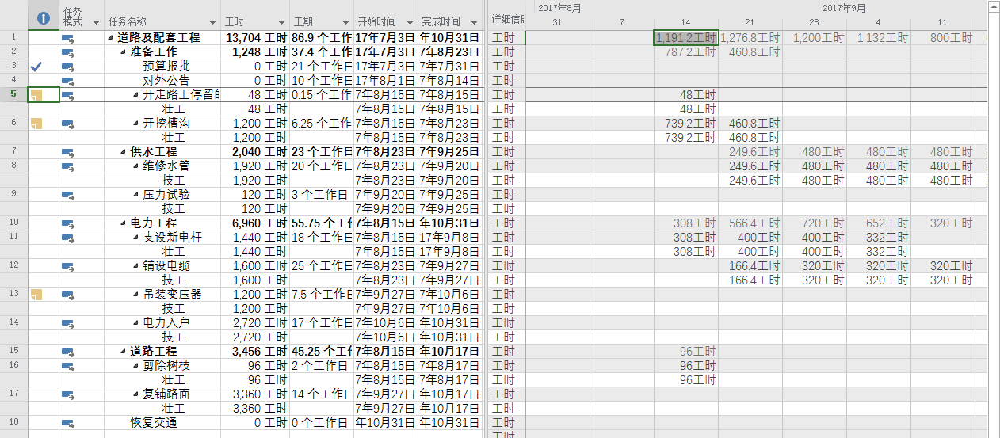 任务模式 任务名称 工时 工期 开始时间 完成时间 详细信息 2017年8月 2017年9月
31 7 14 21 28 4 11
1 道路及配套工程 13,704 工时 86.9 个工作 17年7月3日 年10月31日 工时 1,191.2工时 1,276.8工时 1,200工时 1,132工时 800工时
2 准备工作 1,248 工时 37.4 个工作 17年7月3日 7年8月23日 工时 787.2工时 460.8工时
3 预算报批 0 工时 21 个工作日 17年7月3日 7年7月31日 工时
4 对外公告 0 工时 10 个工作日 17年8月1日 7年8月14日 工时
5 开走路上停留的 48 工时 0.15 个工作 7年8月15日 7年8月15日 工时 48工时
壮工 48 工时 7年8月15日 7年8月15日 工时 48工时
6 开挖槽沟 1,200 工时 6.25 个工作 7年8月15日 7年8月23日 工时 739.2工时 460.8工时
壮工 1,200 工时 7年8月15日 7年8月23日 工时 739.2工时 460.8工时
7 供水工程 2,040 工时 23 个工作日 7年8月23日 7年9月25日 工时 249.6工时 480工时 480工时 480工时
8 维修水管 1,920 工时 20 个工作日 7年8月23日 7年9月20日 工时 249.6工时 480工时 480工时 480工时
技工 1,920 工时 7年8月23日 7年9月20日 工时 249.6工时 480工时 480工时 480工时
9 压力试验 120 工时 3 个工作日 7年9月20日 7年9月25日 工时
技工 120 工时 7年9月20日 7年9月25日 工时
10 电力工程 6,960 工时 55.75 个工作 7年8月15日 年10月31日 工时 308工时 566.4工时 720工时 652工时 320工时
11 支设新电杆 1,440 工时 18 个工作日 7年8月15日 17年9月8日 工时 308工时 400工时 400工时 332工时
壮工 1,440 工时 7年8月15日 17年9月8日 工时 308工时 400工时 400工时 332工时
12 铺设电缆 1,600 工时 25 个工作日 7年8月23日 7年9月27日 工时 166.4工时 320工时 320工时 320工时
技工 1,600 工时 7年8月23日 7年9月27日 工时 166.4工时 320工时 320工时 320工时
13 吊装变压器 1,200 工时 7.5 个工作日 7年9月27日 7年10月6日 工时
技工 1,200 工时 7年9月27日 7年10月6日 工时
14 电力入户 2,720 工时 17 个工作日 7年10月6日 年10月31日 工时
技工 2,720 工时 7年10月6日 年10月31日 工时
15 道路工程 3,456 工时 45.25 个工作 7年8月15日 年10月17日 工时 96工时
16 剪除树枝 96 工时 2 个工作日 7年8月15日 7年8月17日 工时 96工时
壮工 96 工时 7年8月15日 7年8月17日 工时 96工时
17 复铺路面 3,360 工时 14 个工作日 7年9月27日 年10月17日 工时
壮工 3,360 工时 7年9月27日 年10月17日 工时
18 恢复交通 0 工时 0 个工作日 年10月31日 年10月31日 工时